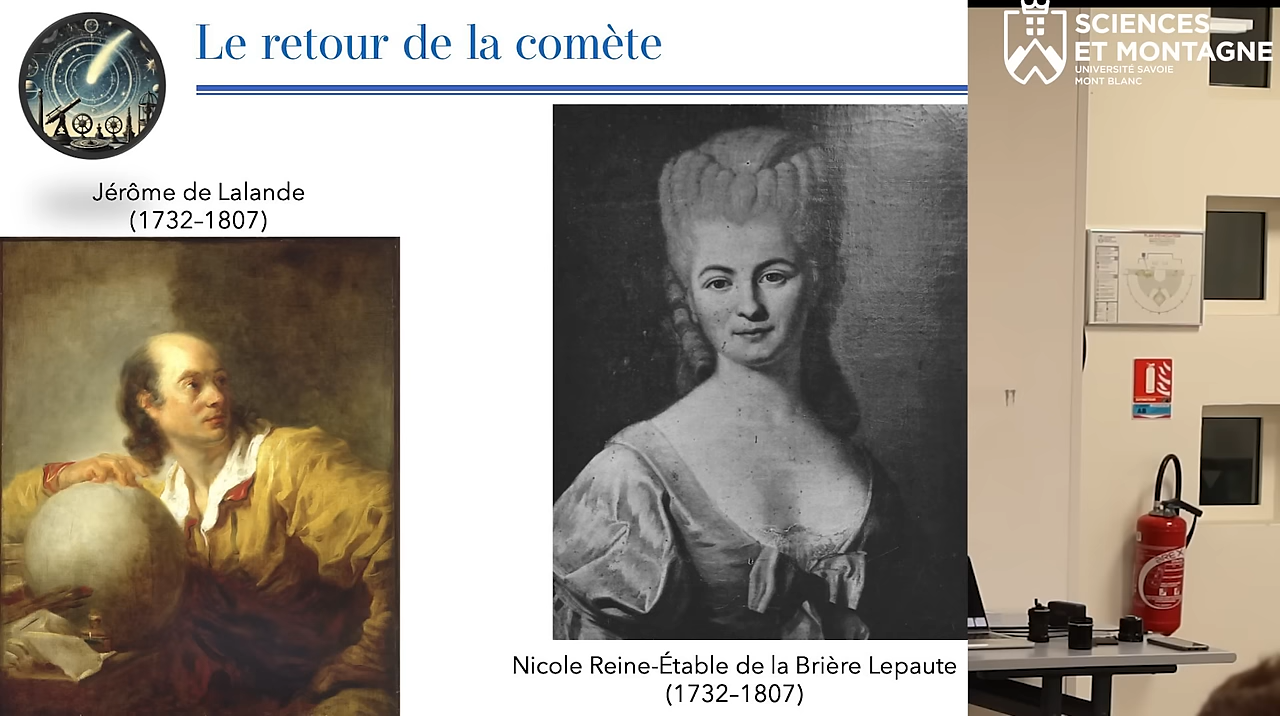 Le retour de la comète
Jérôme de Lalande
(1732–1807)
Nicole Reine-Étable de la Brière Lepaute
(1732–1807)
SCIENCES
ET MONTAGNE
UNIVERSITÉ SAVOIE
MONT BLANC